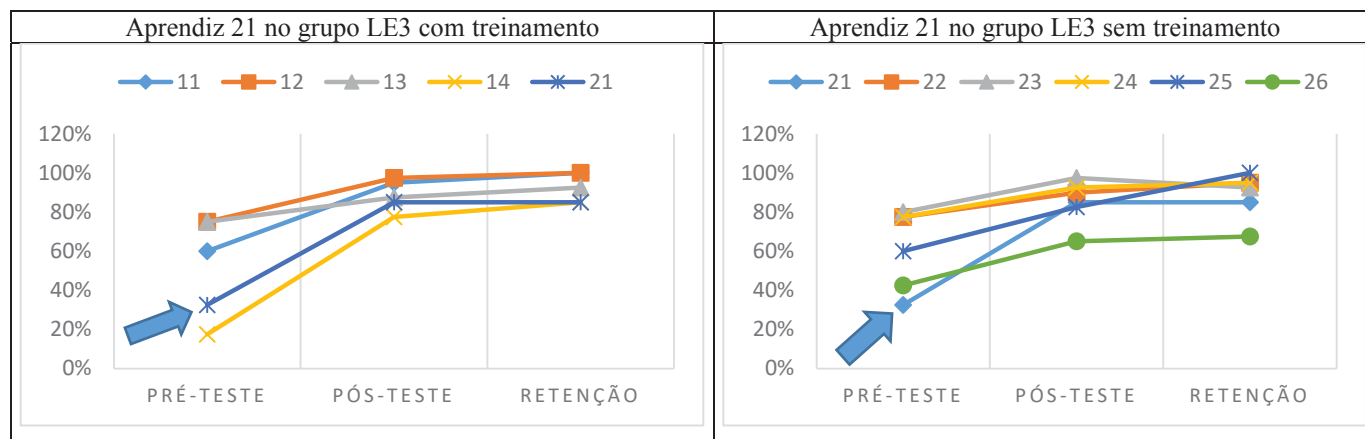 Aprendiz 21 no grupo LE3 com treinamento
11 12 13 14 21
120%
100%
80%
60%
40%
20%
0%
PRÉ-TESTE PÓS-TESTE RETENÇÃO
Aprendiz 21 no grupo LE3 sem treinamento
21 22 23 24 25 26
120%
100%
80%
60%
40%
20%
0%
PRÉ-TESTE PÓS-TESTE RETENÇÃO